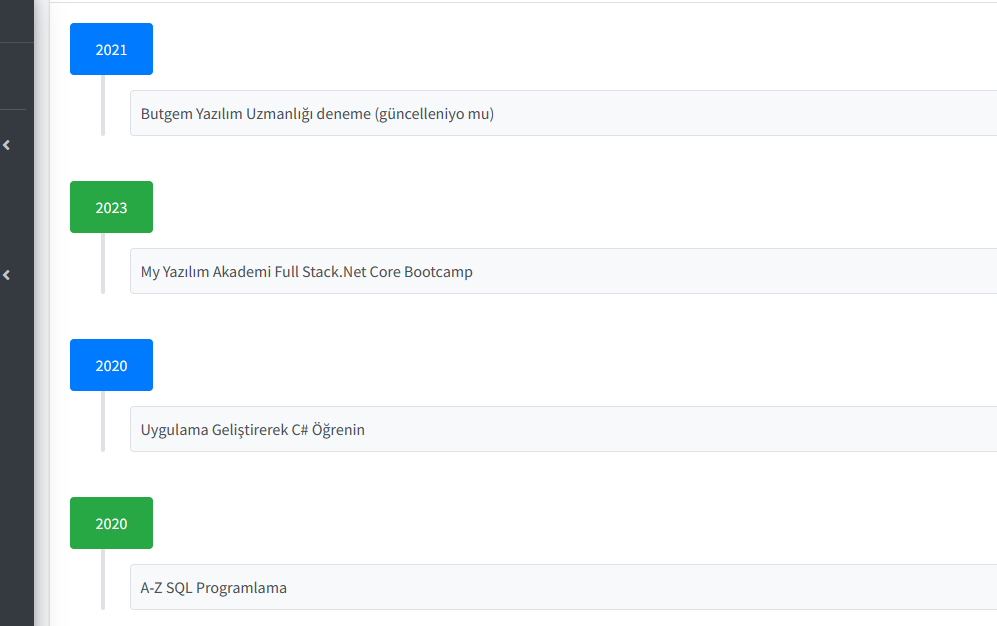 2021
Butgem Yazılım Uzmanlığı deneme (güncelleniyo mu)
2023
My Yazılım Akademi Full Stack.Net Core Bootcamp
2020
Uygulama Geliştirerek C# Öğrenin
2020
A-Z SQL Programlama